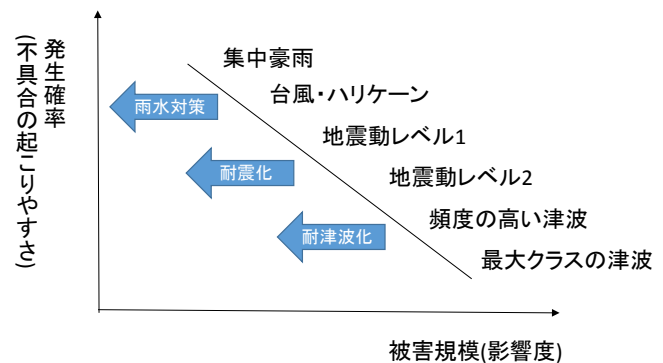 発生確率
(不具合の起こりやすさ)
集中豪雨
台風・ハリケーン
雨水対策
地震動レベル1
耐震化
地震動レベル2
頻度の高い津波
耐津波化
最大クラスの津波
被害規模(影響度)